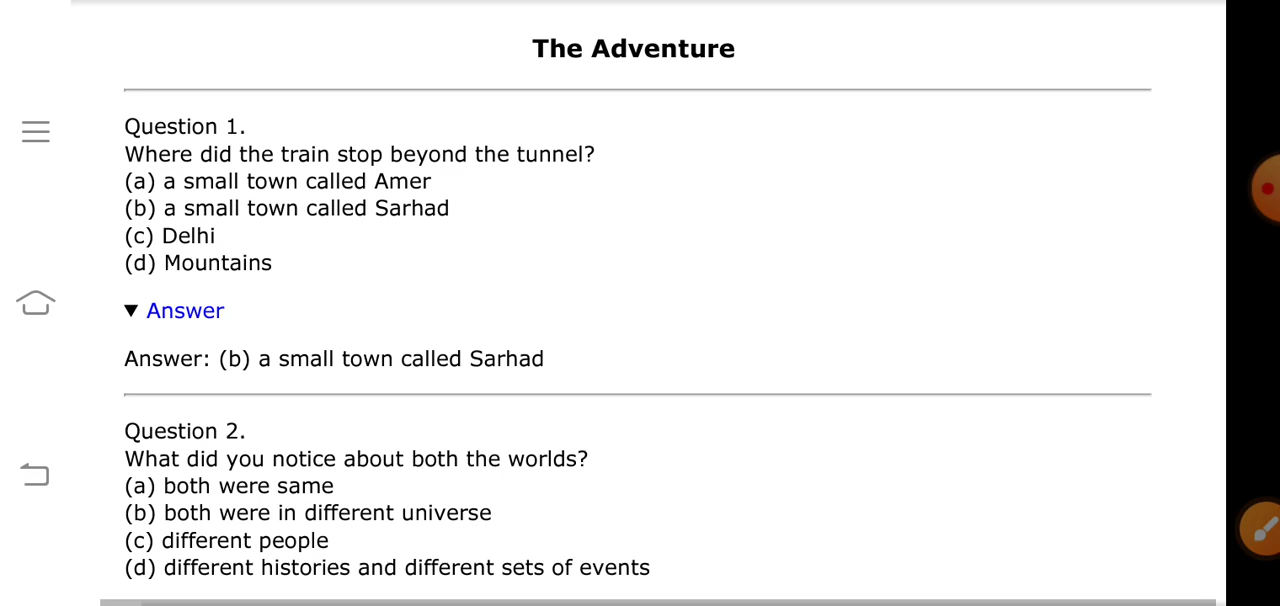 The Adventure
Question 1.
Where did the train stop beyond the tunnel?
(a) a small town called Amer
(b) a small town called Sarhad
(c) Delhi
(d) Mountains
Answer
Answer: (b) a small town called Sarhad
Question 2.
What did you notice about both the worlds?
(a) both were same
(b) both were in different universe
(c) different people
(d) different histories and different sets of events